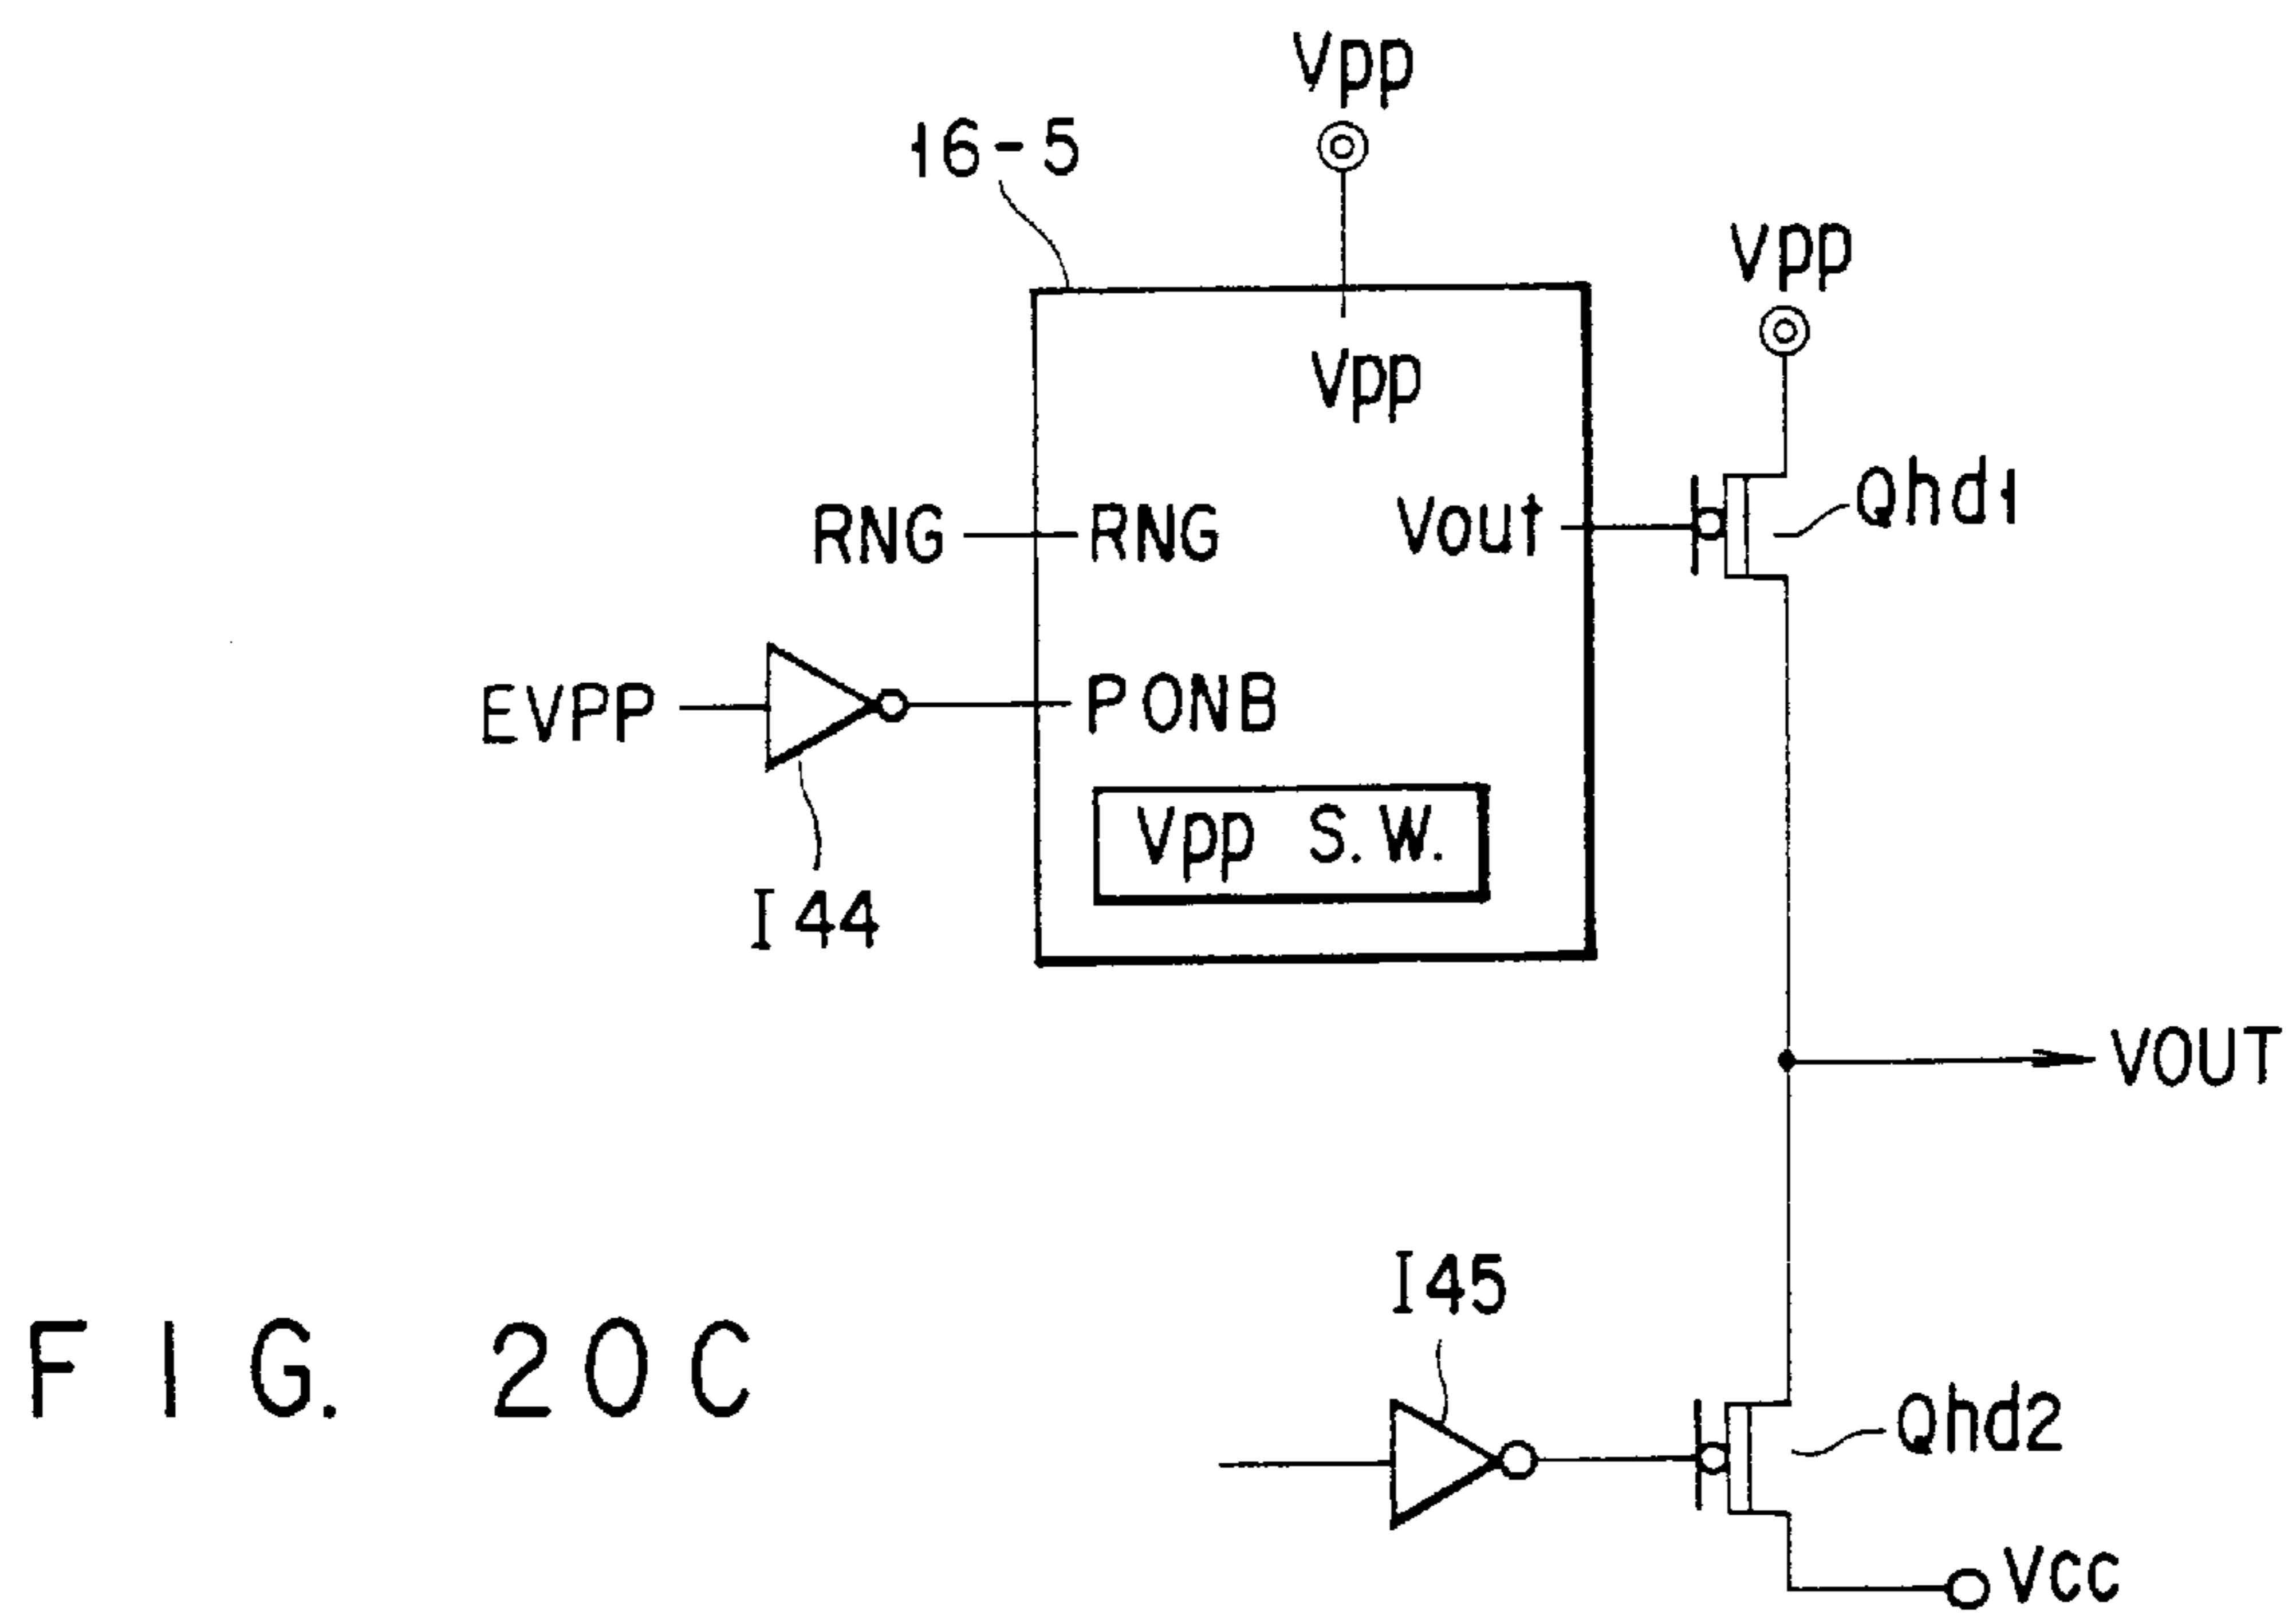 Vpp
16-5
Vpp
Vpp
Qhd1
RNG
RNG
Vout
EVPP
PONB
Vpp S.W.
I44
VOUT
I45
FIG. 20C
Qhd2
Vcc